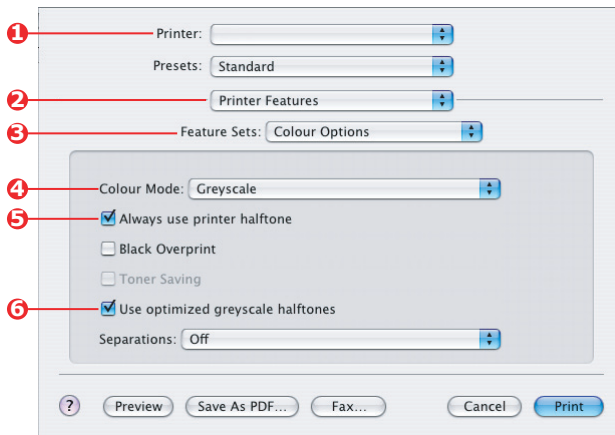 1 Printer:
Presets: Standard
2 Printer Features
3 Feature Sets: Colour Options
4 Colour Mode: Greyscale
5 Always use printer halftone
Black Overprint
Toner Saving
6 Use optimized greyscale halftones
Separations: Off
? Preview Save As PDF... Fax... Cancel Print